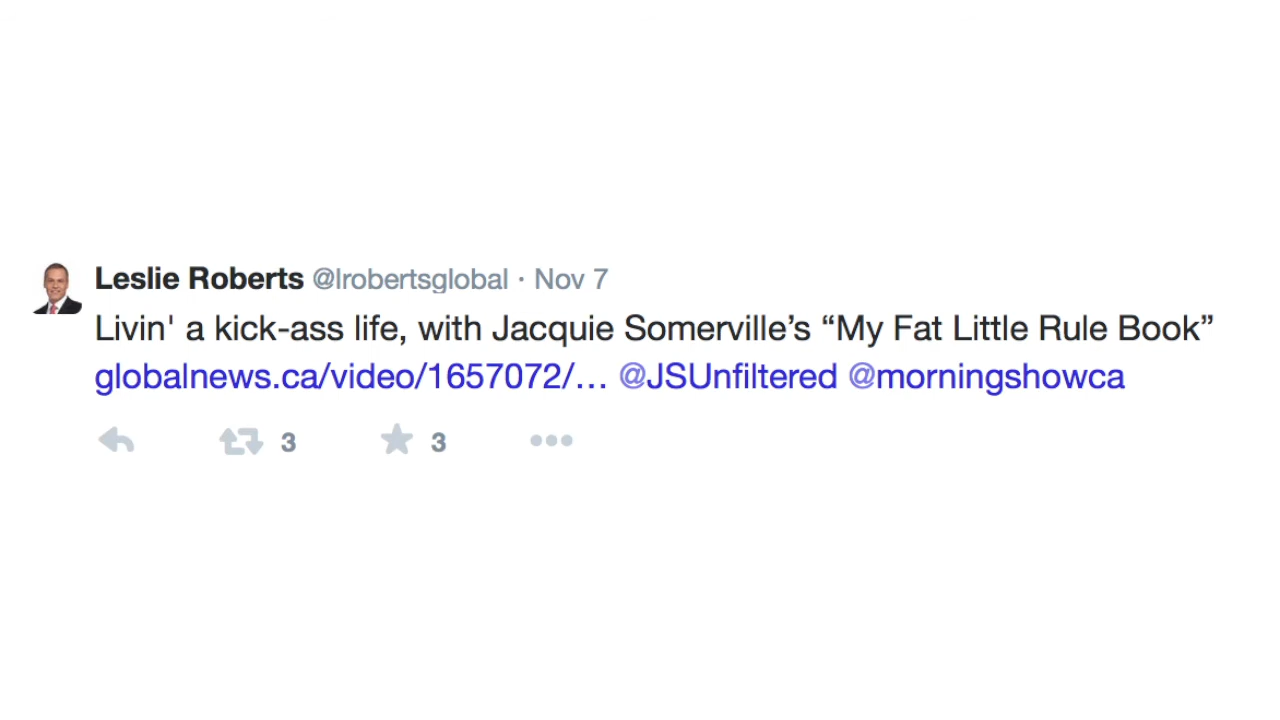 Leslie Roberts @lrobertsglobal · Nov 7
Livin' a kick-ass life, with Jacquie Somerville’s “My Fat Little Rule Book”
globalnews.ca/video/1657072/… @JSUnfiltered @morningshowca
3 3